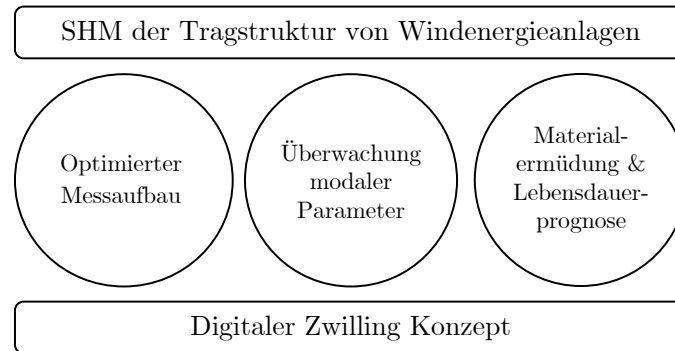 SHM der Tragstruktur von Windenergieanlagen
Optimierter
Messaufbau
Überwachung
modaler
Parameter
Material-
ermüdung &
Lebensdauer-
prognose
Digitaler Zwilling Konzept